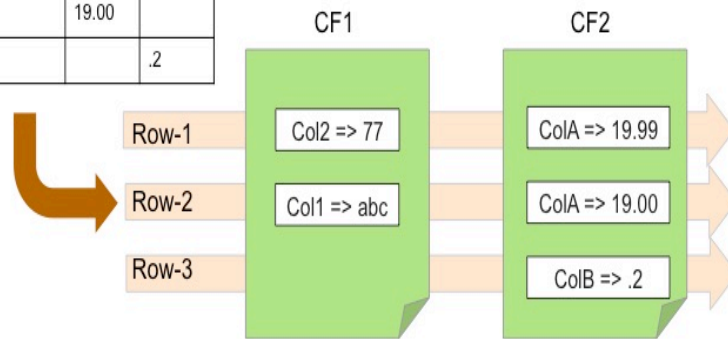 19.00
.2
CF1 CF2
Row-1 Col2 => 77 ColA => 19.99
Row-2 Col1 => abc ColA => 19.00
Row-3 ColB => .2